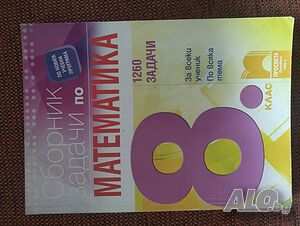 Сборник
задачи по
МАТЕМАТИКА
1260
ЗАДАЧИ
За всеки
ученик
По всяка
тема
8.
КЛАС
ПРОСВЕТА
ALO.bg